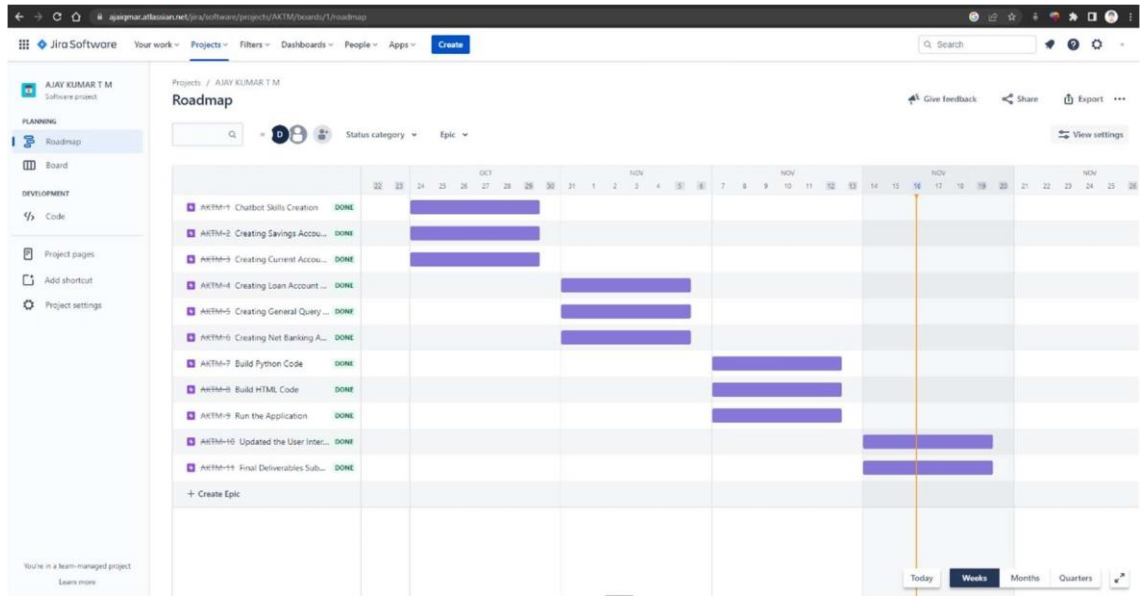 ajaiqmar.atlassian.net/jira/software/projects/AKTM/boards/1/roadmap
Jira Software Your work Projects Filters Dashboards People Apps Create Search
AJAY KUMAR T M
Software project
PLANNING
Roadmap
Board
DEVELOPMENT
Code
Project pages
Add shortcut
Project settings
You're in a team-managed project
Learn more
Projects / AJAY KUMAR T M
Roadmap
Give feedback Share Export
D Status category Epic View settings
OCT NOV NOV NOV NOV
22 23 24 25 26 27 28 29 30 31 1 2 3 4 5 6 7 8 9 10 11 12 13 14 15 16 17 18 19 20 21 22 23 24 25 26
AKTM-1 Chatbot Skills Creation DONE
AKTM-2 Creating Savings Accou... DONE
AKTM-3 Creating Current Accou... DONE
AKTM-4 Creating Loan Account ... DONE
AKTM-5 Creating General Query ... DONE
AKTM-6 Creating Net Banking A... DONE
AKTM-7 Build Python Code DONE
AKTM-8 Build HTML Code DONE
AKTM-9 Run the Application DONE
AKTM-10 Updated the User Inter... DONE
AKTM-11 Final Deliverables Sub... DONE
+ Create Epic
Today Weeks Months Quarters